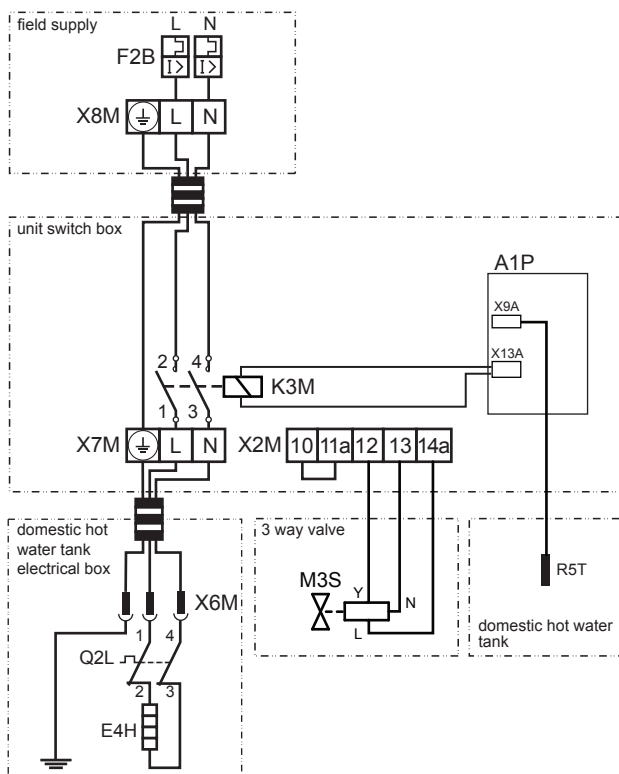 field supply
L N
F2B
I> I>
X8M L N
unit switch box
A1P
X9A
X13A
2 4
K3M
1 3
X7M L N
X2M 10 11a 12 13 14a
domestic hot
water tank
electrical box
3 way valve
M3S
Y
N
L
R5T
domestic hot water
tank
X6M
1 4
Q2L
2 3
E4H